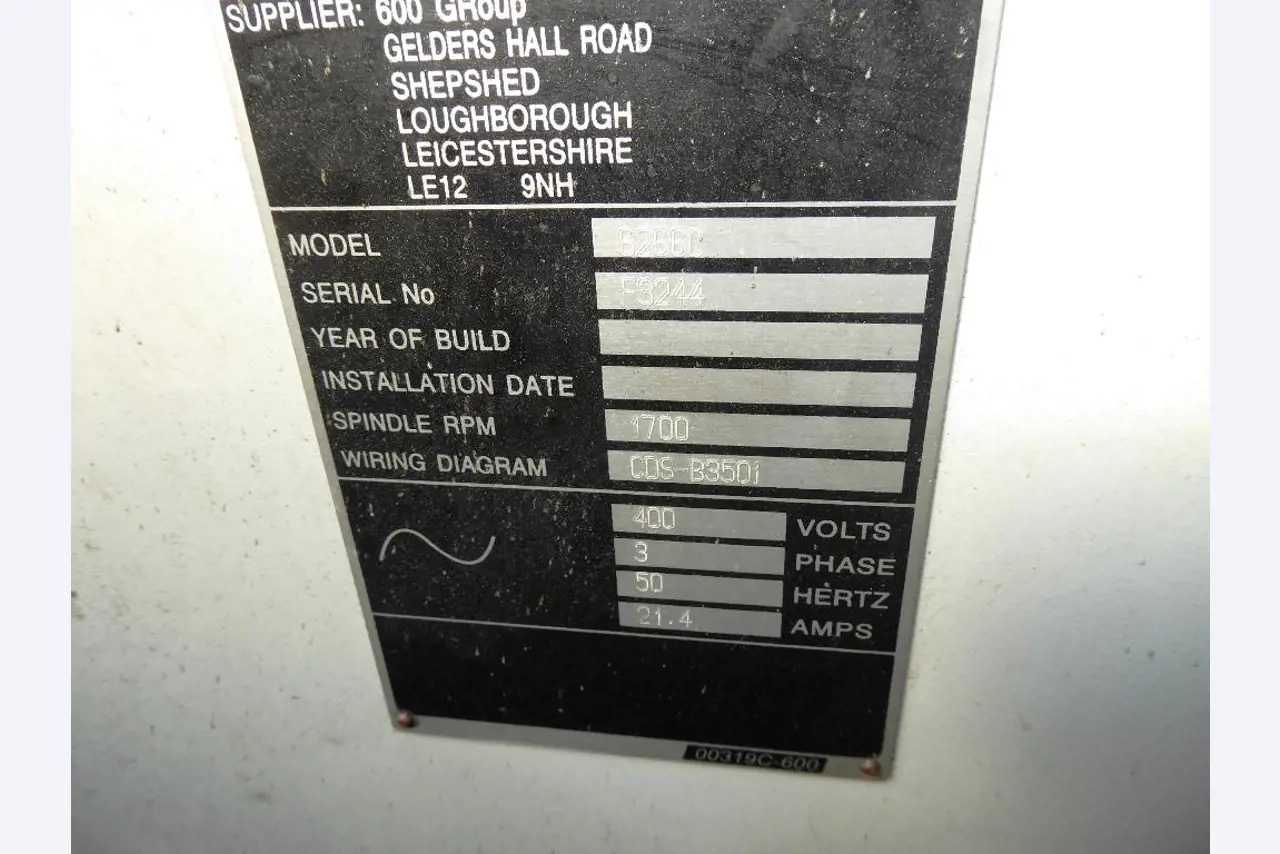 SUPPLIER: 600 GRoup
GELDERS HALL ROAD
SHEPSHED
LOUGHBOROUGH
LEICESTERSHIRE
LE12 9NH
MODEL
SERIAL No F3244
YEAR OF BUILD
INSTALLATION DATE
SPINDLE RPM 1700
WIRING DIAGRAM CDS-B3501
400 VOLTS
3 PHASE
50 HERTZ
21.4 AMPS
00319C-600